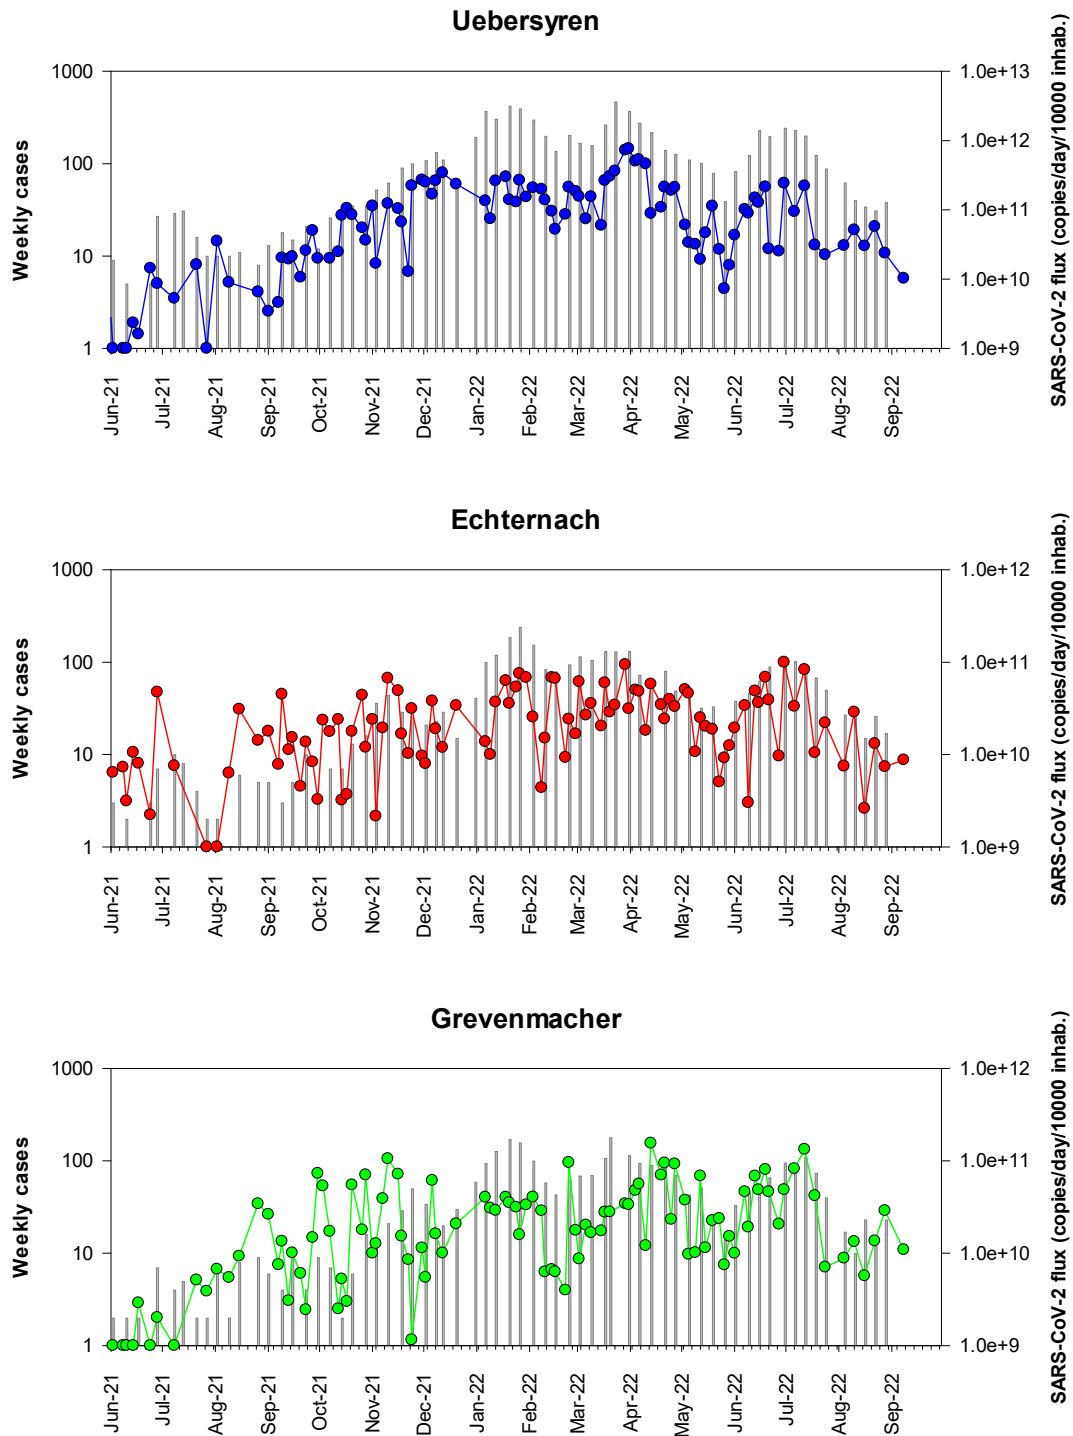 Uebersyren
Weekly cases
1000
100
10
1
1.0e+13
1.0e+12
1.0e+11
1.0e+10
1.0e+9
SARS-CoV-2 flux (copies/day/10000 inhab.)
Jun-21
Jul-21
Aug-21
Sep-21
Oct-21
Nov-21
Dec-21
Jan-22
Feb-22
Mar-22
Apr-22
May-22
Jun-22
Jul-22
Aug-22
Sep-22
Echternach
Weekly cases
1000
100
10
1
1.0e+12
1.0e+11
1.0e+10
1.0e+9
SARS-CoV-2 flux (copies/day/10000 inhab.)
Jun-21
Jul-21
Aug-21
Sep-21
Oct-21
Nov-21
Dec-21
Jan-22
Feb-22
Mar-22
Apr-22
May-22
Jun-22
Jul-22
Aug-22
Sep-22
Grevenmacher
Weekly cases
1000
100
10
1
1.0e+12
1.0e+11
1.0e+10
1.0e+9
SARS-CoV-2 flux (copies/day/10000 inhab.)
Jun-21
Jul-21
Aug-21
Sep-21
Oct-21
Nov-21
Dec-21
Jan-22
Feb-22
Mar-22
Apr-22
May-22
Jun-22
Jul-22
Aug-22
Sep-22